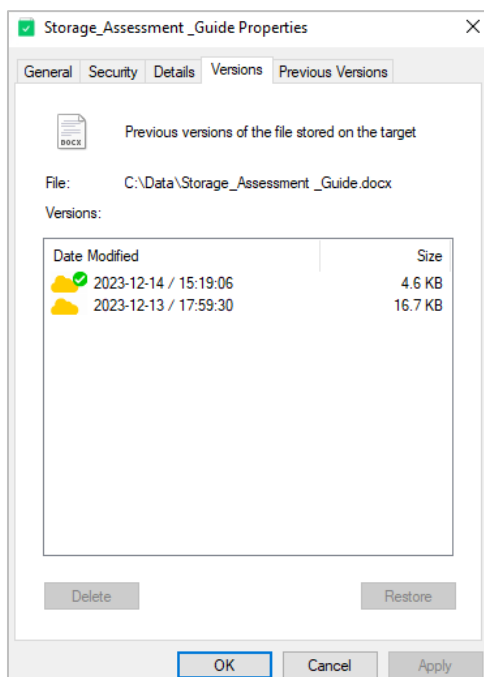 Storage_Assessment _Guide Properties
General Security Details Versions Previous Versions
DOCX
Previous versions of the file stored on the target
File: C:\Data\Storage_Assessment _Guide.docx
Versions:
Date Modified Size
2023-12-14 / 15:19:06 4.6 KB
2023-12-13 / 17:59:30 16.7 KB
Delete Restore
OK Cancel Apply